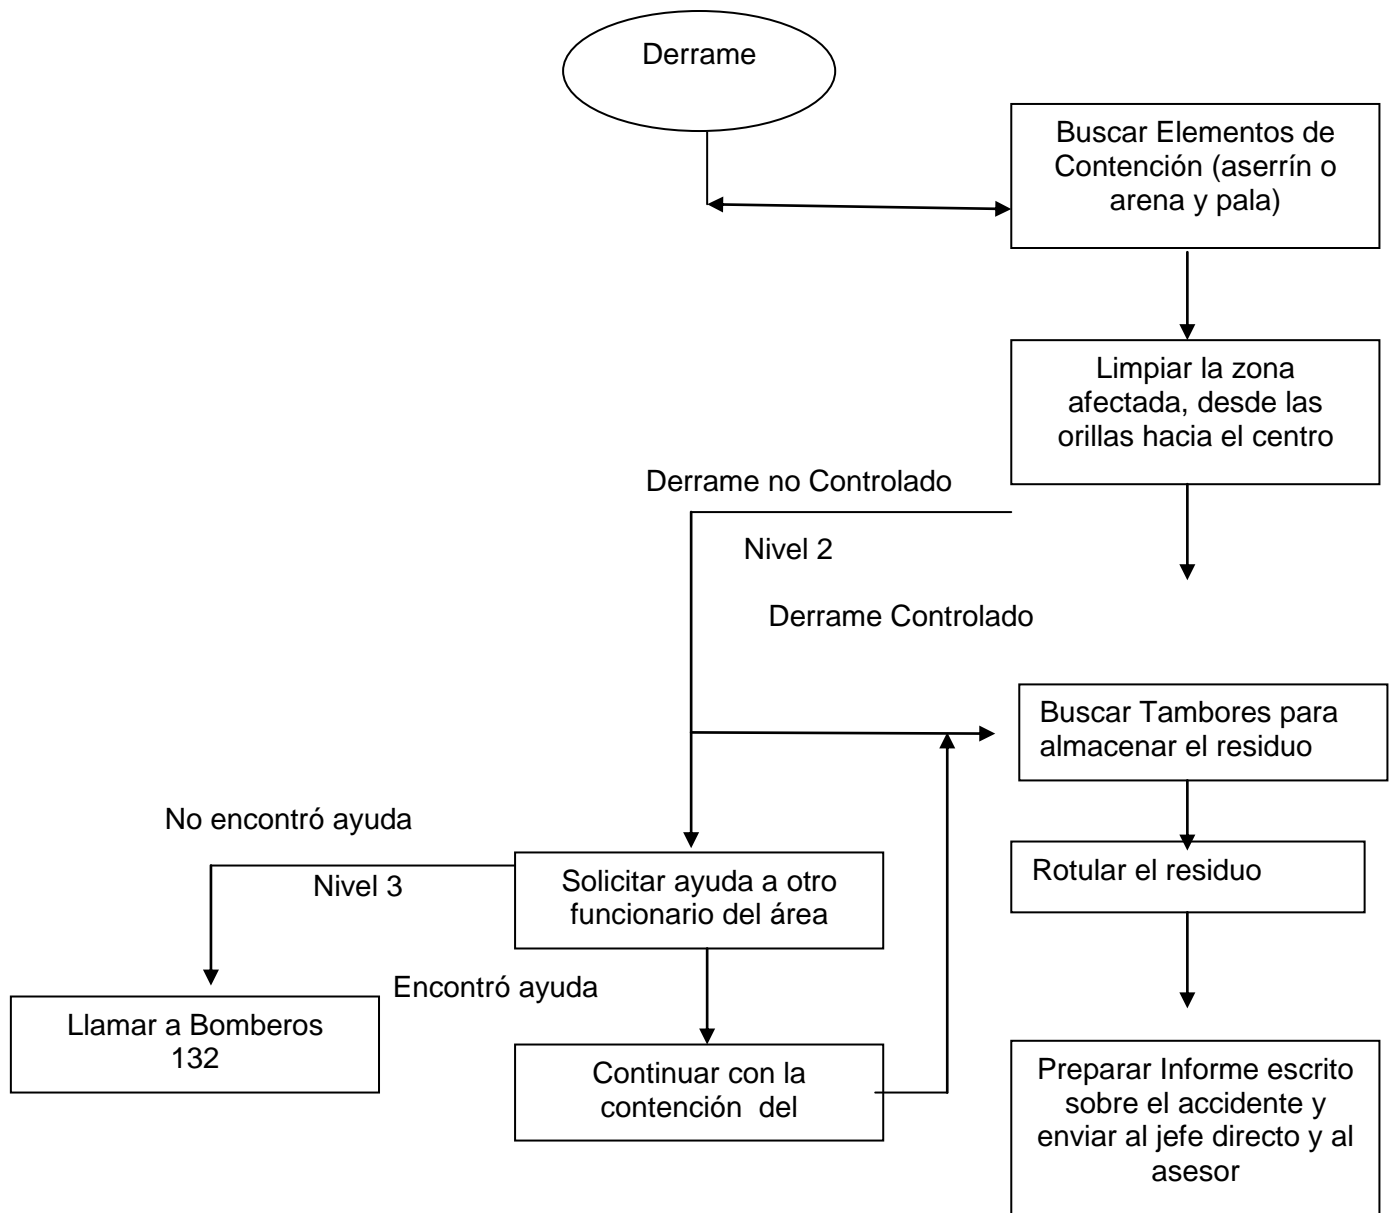 Derrame
Buscar Elementos de
Contención (aserrín o
arena y pala)
Limpiar la zona
afectada, desde las
orillas hacia el centro
Derrame no Controlado
Nivel 2
Derrame Controlado
Buscar Tambores para
almacenar el residuo
No encontró ayuda
Nivel 3
Solicitar ayuda a otro
funcionario del área
Rotular el residuo
Encontró ayuda
Llamar a Bomberos
132
Continuar con la
contención del
Preparar Informe escrito
sobre el accidente y
enviar al jefe directo y al
asesor